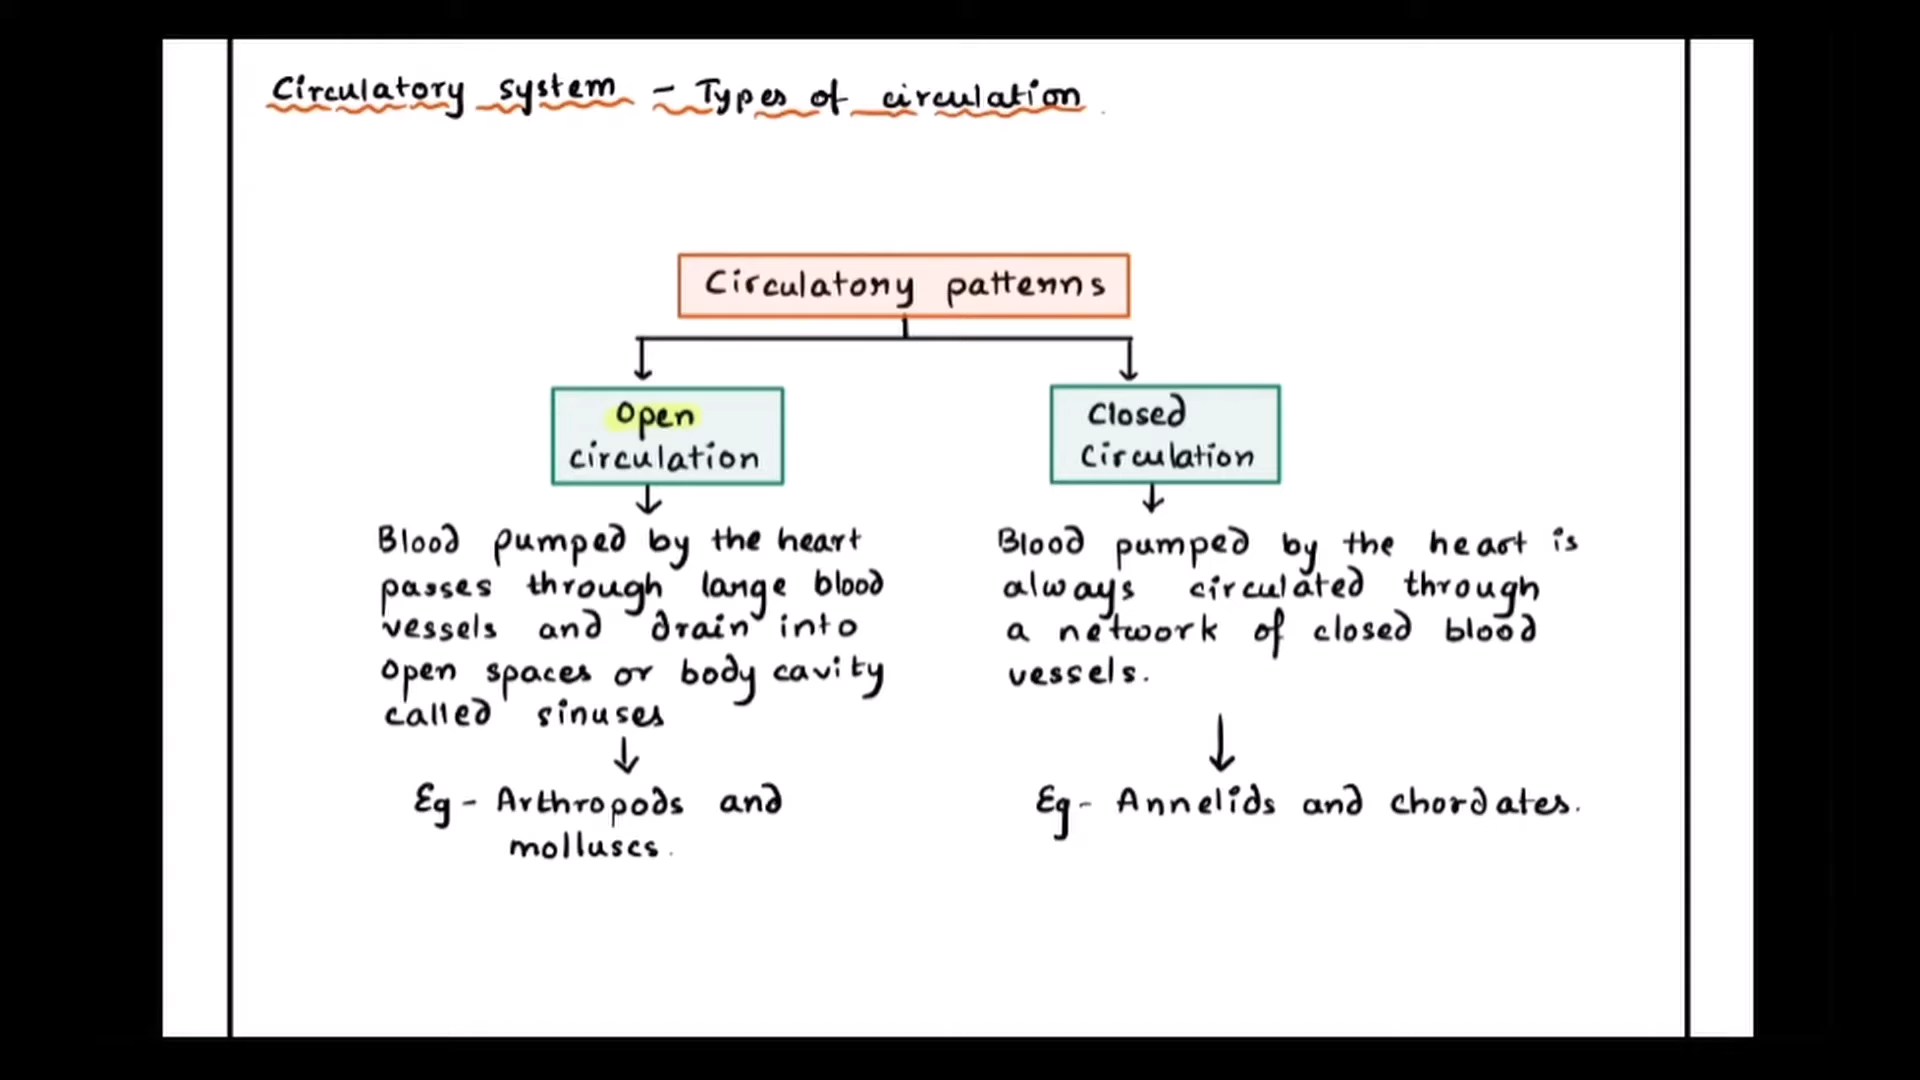 Circulatory system - Types of circulation.
Circulatory patterns
Open
circulation
Closed
Circulation
Blood pumped by the heart
passes through large blood
vessels and drain into
open spaces or body cavity
called sinuses
Eg - Arthropods and
molluscs.
Blood pumped by the heart is
always circulated through
a network of closed blood
vessels.
Eg - Annelids and chordates.